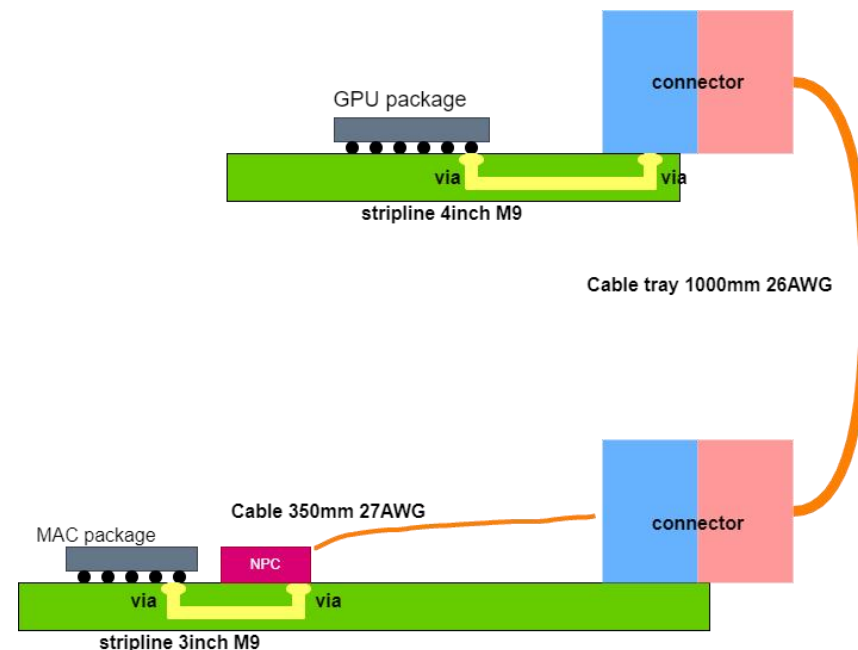 connector
GPU package
via
via
stripline 4inch M9
Cable tray 1000mm 26AWG
Cable 350mm 27AWG
connector
MAC package
NPC
via
via
stripline 3inch M9